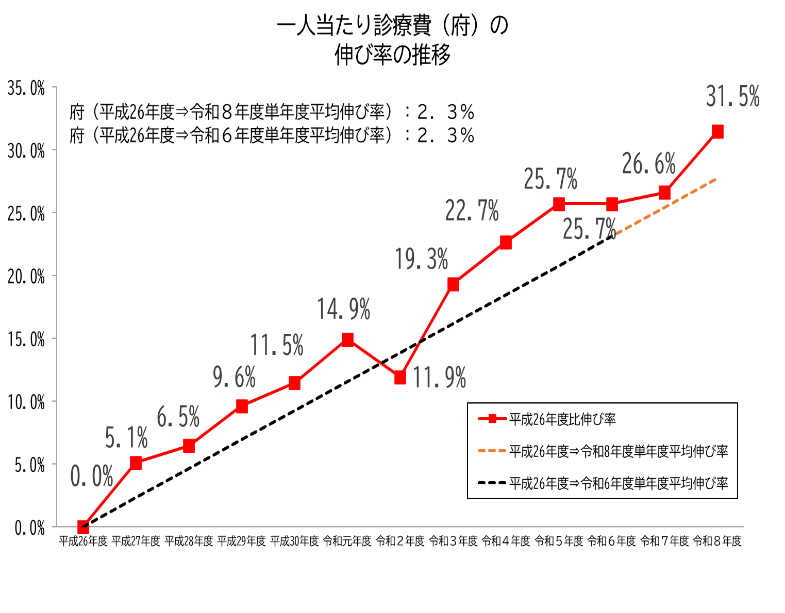 一人当たり診療費（府）の
伸び率の推移
府（平成26年度⇒令和８年度単年度平均伸び率）：２．３％
府（平成26年度⇒令和６年度単年度平均伸び率）：２．３％
35.0%
30.0%
25.0%
20.0%
15.0%
10.0%
5.0%
0.0%
0.0%
5.1%
6.5%
9.6%
11.5%
14.9%
11.9%
19.3%
22.7%
25.7%
25.7%
26.6%
31.5%
平成26年度比伸び率
平成26年度⇒令和8年度単年度平均伸び率
平成26年度⇒令和6年度単年度平均伸び率
平成26年度 平成27年度 平成28年度 平成29年度 平成30年度 令和元年度 令和２年度 令和３年度 令和４年度 令和５年度 令和６年度 令和７年度 令和８年度